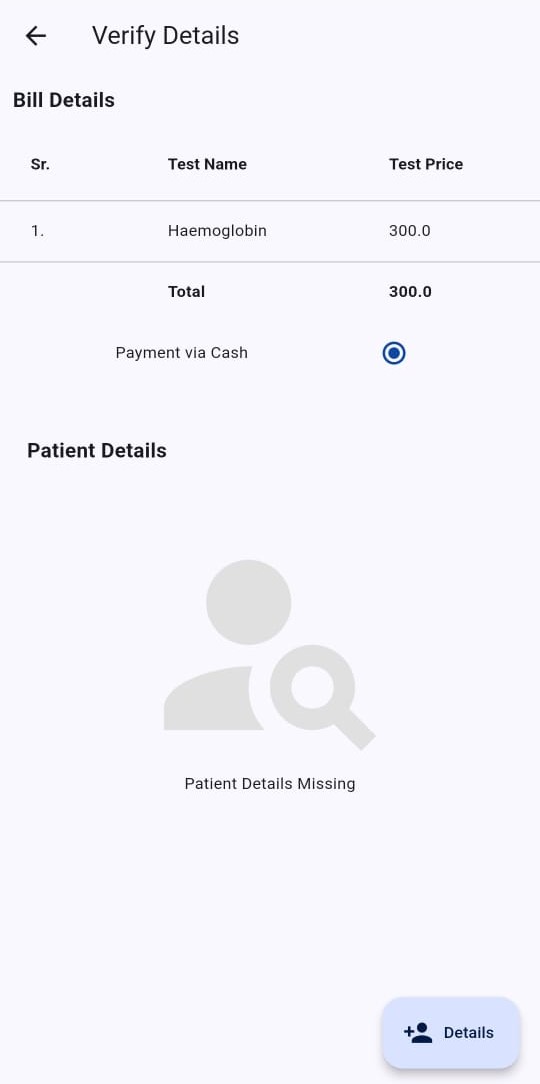 Verify Details
Bill Details
Sr. Test Name Test Price
1. Haemoglobin 300.0
Total 300.0
Payment via Cash
Patient Details
Patient Details Missing
Details